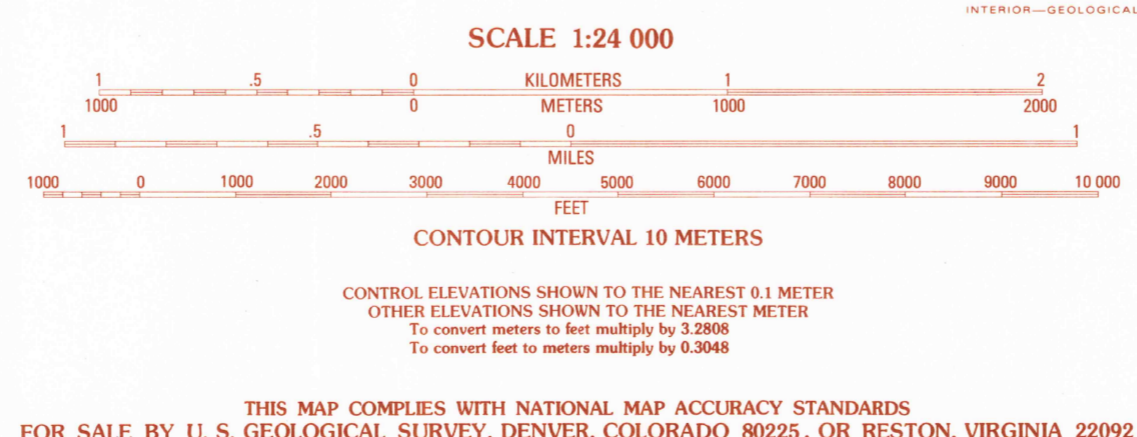 INTERIOR—GEOLOGICAL
SCALE 1:24 000
1 .5 0 KILOMETERS 1 2
1000 0 METERS 1000 2000
1 .5 0 1
MILES
1000 0 1000 2000 3000 4000 5000 6000 7000 8000 9000 10 000
FEET
CONTOUR INTERVAL 10 METERS
CONTROL ELEVATIONS SHOWN TO THE NEAREST 0.1 METER
OTHER ELEVATIONS SHOWN TO THE NEAREST METER
To convert meters to feet multiply by 3.2808
To convert feet to meters multiply by 0.3048
THIS MAP COMPLIES WITH NATIONAL MAP ACCURACY STANDARDS
FOR SALE BY U. S. GEOLOGICAL SURVEY, DENVER, COLORADO 80225, OR RESTON, VIRGINIA 22092